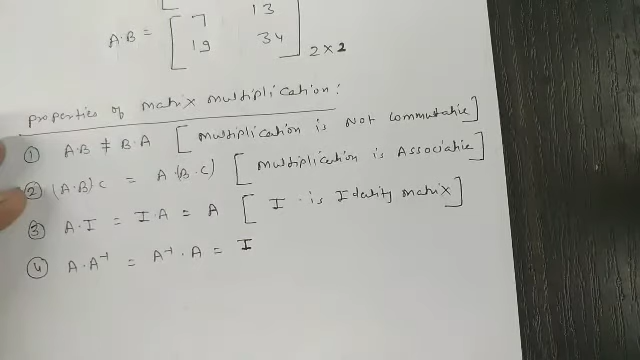 A·B = [ 7 13
19 34 ] 2×2
Properties of matrix multiplication:
① A·B ≠ B·A [Multiplication is Not Commutative]
② (A·B)C = A·(B·C) [Multiplication is Associative]
③ A·I = I·A = A [I · is Idatity matrix]
④ A·A⁻¹ = A⁻¹·A = I